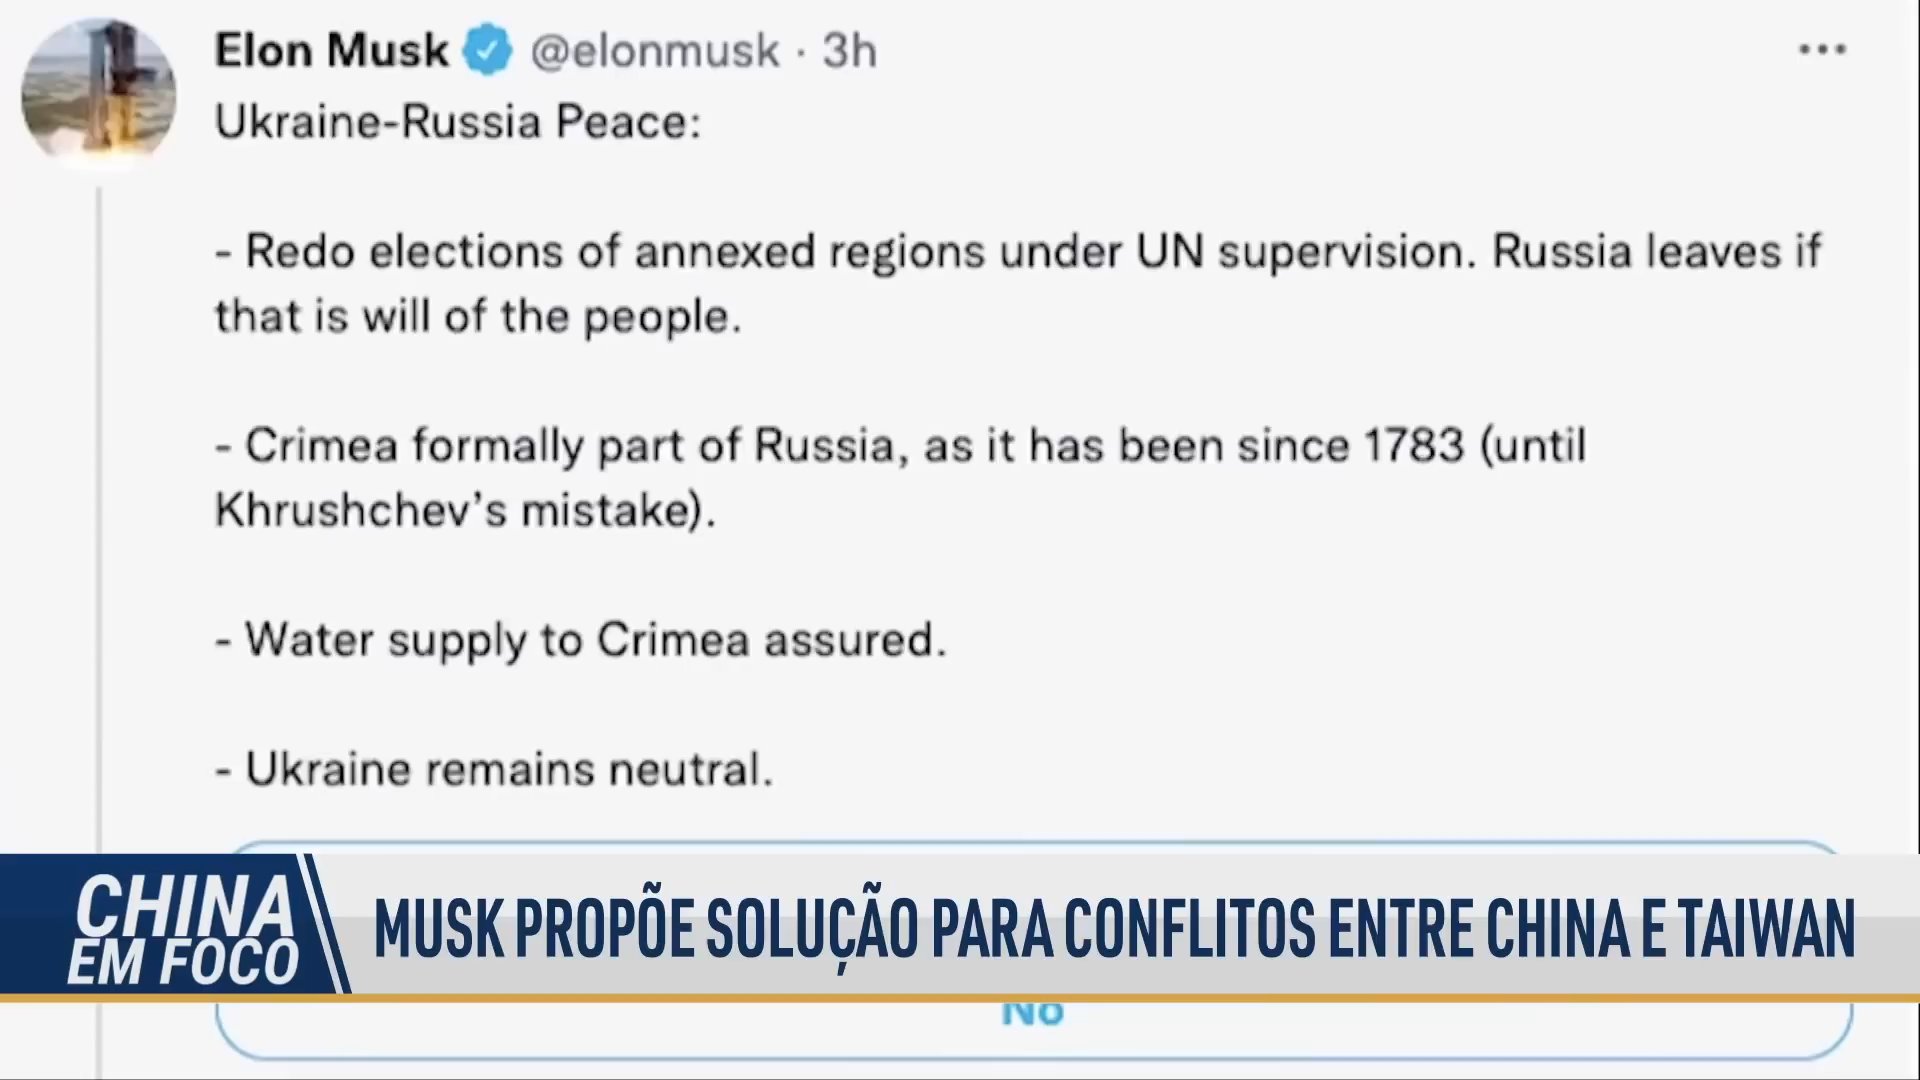 Elon Musk @elonmusk · 3h
Ukraine-Russia Peace:
- Redo elections of annexed regions under UN supervision. Russia leaves if
that is will of the people.
- Crimea formally part of Russia, as it has been since 1783 (until
Khrushchev’s mistake).
- Water supply to Crimea assured.
- Ukraine remains neutral.
CHINA
EM FOCO
MUSK PROPÕE SOLUÇÃO PARA CONFLITOS ENTRE CHINA E TAIWAN
No